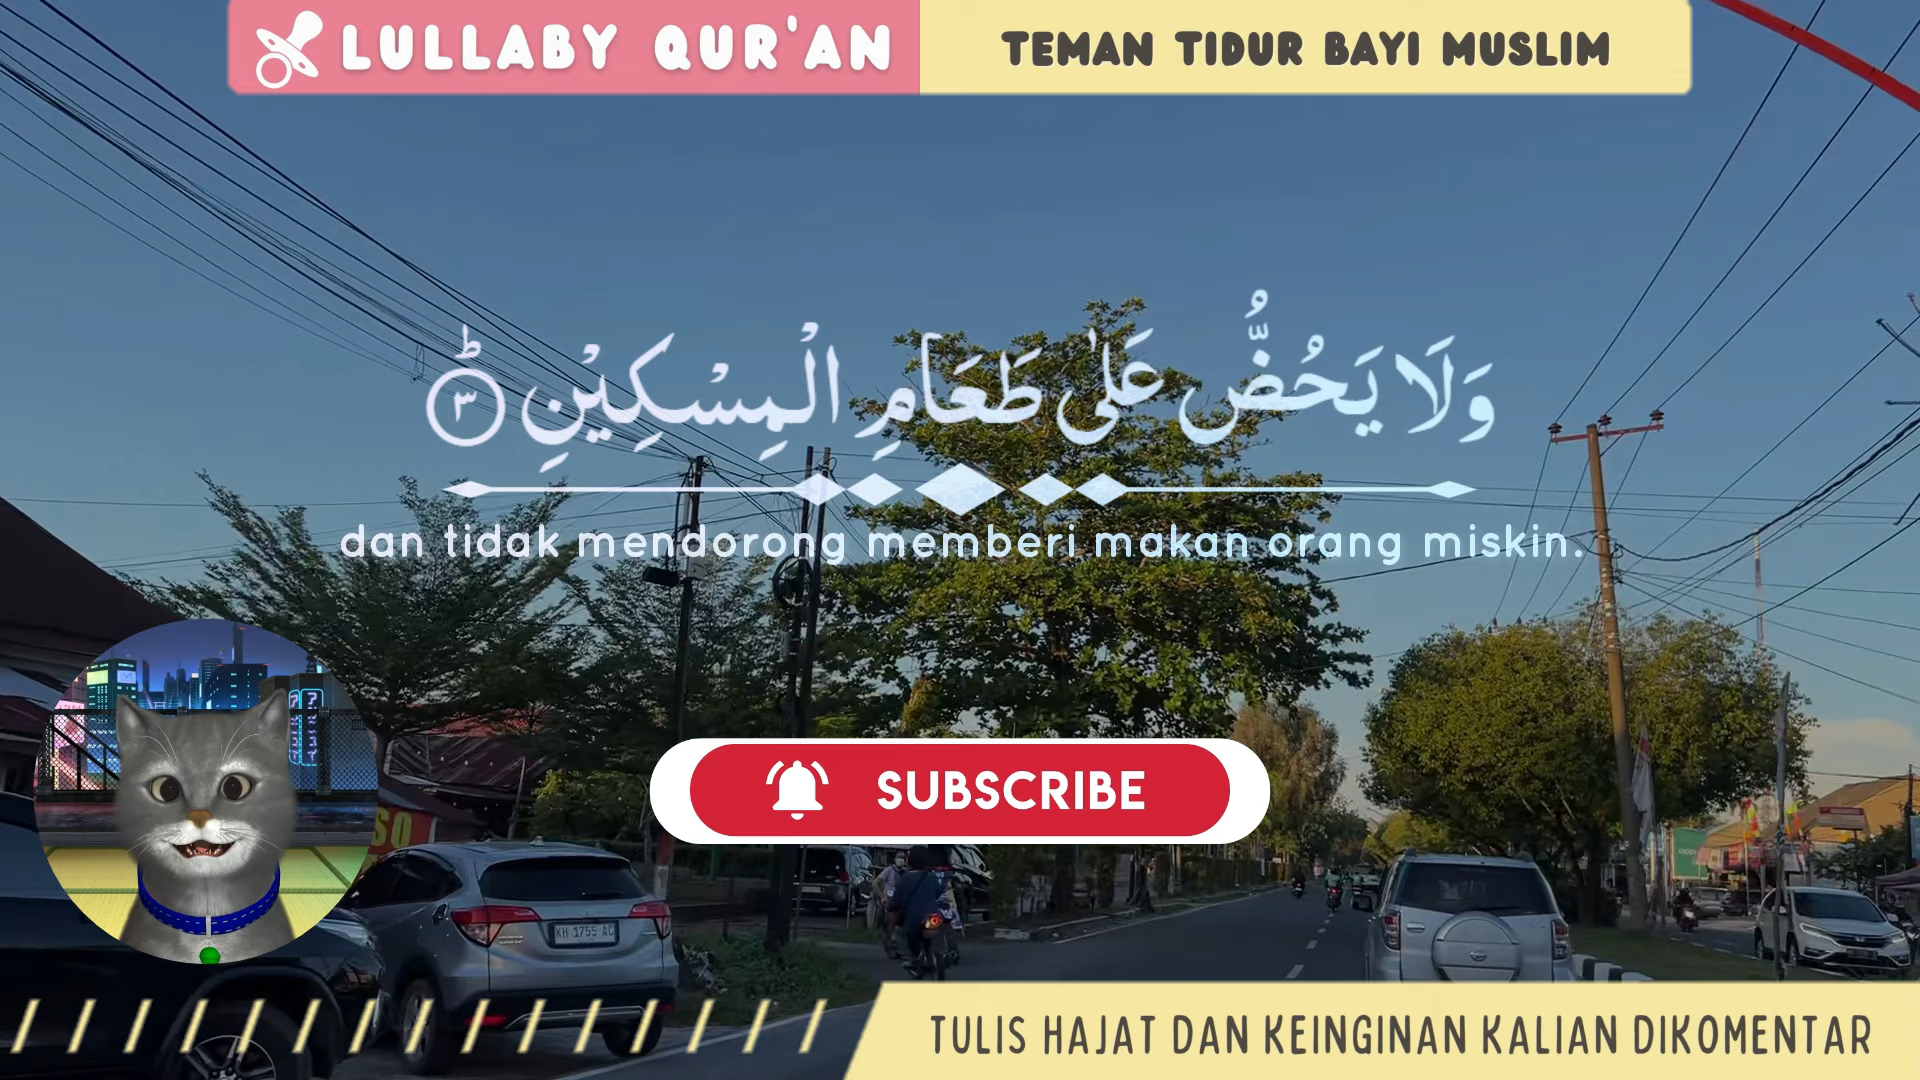 LULLABY QUR'AN
TEMAN TIDUR BAYI MUSLIM
وَلَا يَحُضُّ عَلٰى طَعَامِ الْمِسْكِيْنِۗ ٣
dan tidak mendorong memberi makan orang miskin.
SUBSCRIBE
SO
KH 1755 AC
TULIS HAJAT DAN KEINGINAN KALIAN DIKOMENTAR